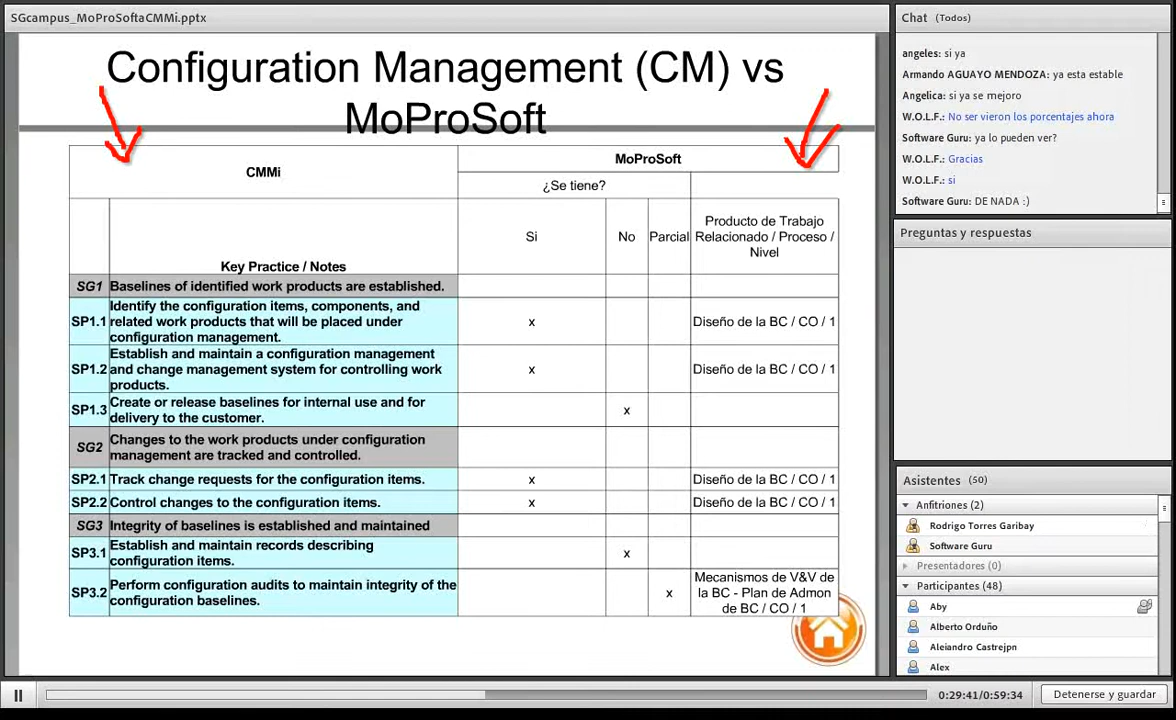 SGcampus_MoProSoftaCMMi.pptx
Configuration Management (CM) vs
MoProSoft
CMMi
MoProSoft
¿Se tiene?
Key Practice / Notes
Si
No
Parcial
Producto de Trabajo
Relacionado / Proceso /
Nivel
SG1 Baselines of identified work products are established.
Identify the configuration items, components, and
SP1.1 related work products that will be placed under x Diseño de la BC / CO / 1
configuration management.
Establish and maintain a configuration management
SP1.2 and change management system for controlling work x Diseño de la BC / CO / 1
products.
SP1.3 Create or release baselines for internal use and for x
delivery to the customer.
SG2 Changes to the work products under configuration
management are tracked and controlled.
SP2.1 Track change requests for the configuration items. x Diseño de la BC / CO / 1
SP2.2 Control changes to the configuration items. x Diseño de la BC / CO / 1
SG3 Integrity of baselines is established and maintained
SP3.1 Establish and maintain records describing x
configuration items.
SP3.2 Perform configuration audits to maintain integrity of the x
configuration baselines.
Mecanismos de V&V de
la BC - Plan de Admon
de BC / CO / 1
0:29:41/0:59:34
Detenerse y guardar
Chat (Todos)
angeles: si ya
Armando AGUAYO MENDOZA: ya esta estable
Angelica: si ya se mejoro
W.O.L.F.: No ser vieron los porcentajes ahora
Software Guru: ya lo pueden ver?
W.O.L.F.: Gracias
W.O.L.F.: si
Software Guru: DE NADA :)
Preguntas y respuestas
Asistentes (50)
Anfitriones (2)
Rodrigo Torres Garibay
Software Guru
Presentadores (0)
Participantes (48)
Aby
Alberto Orduño
Alejandro Castrejpn
Alex